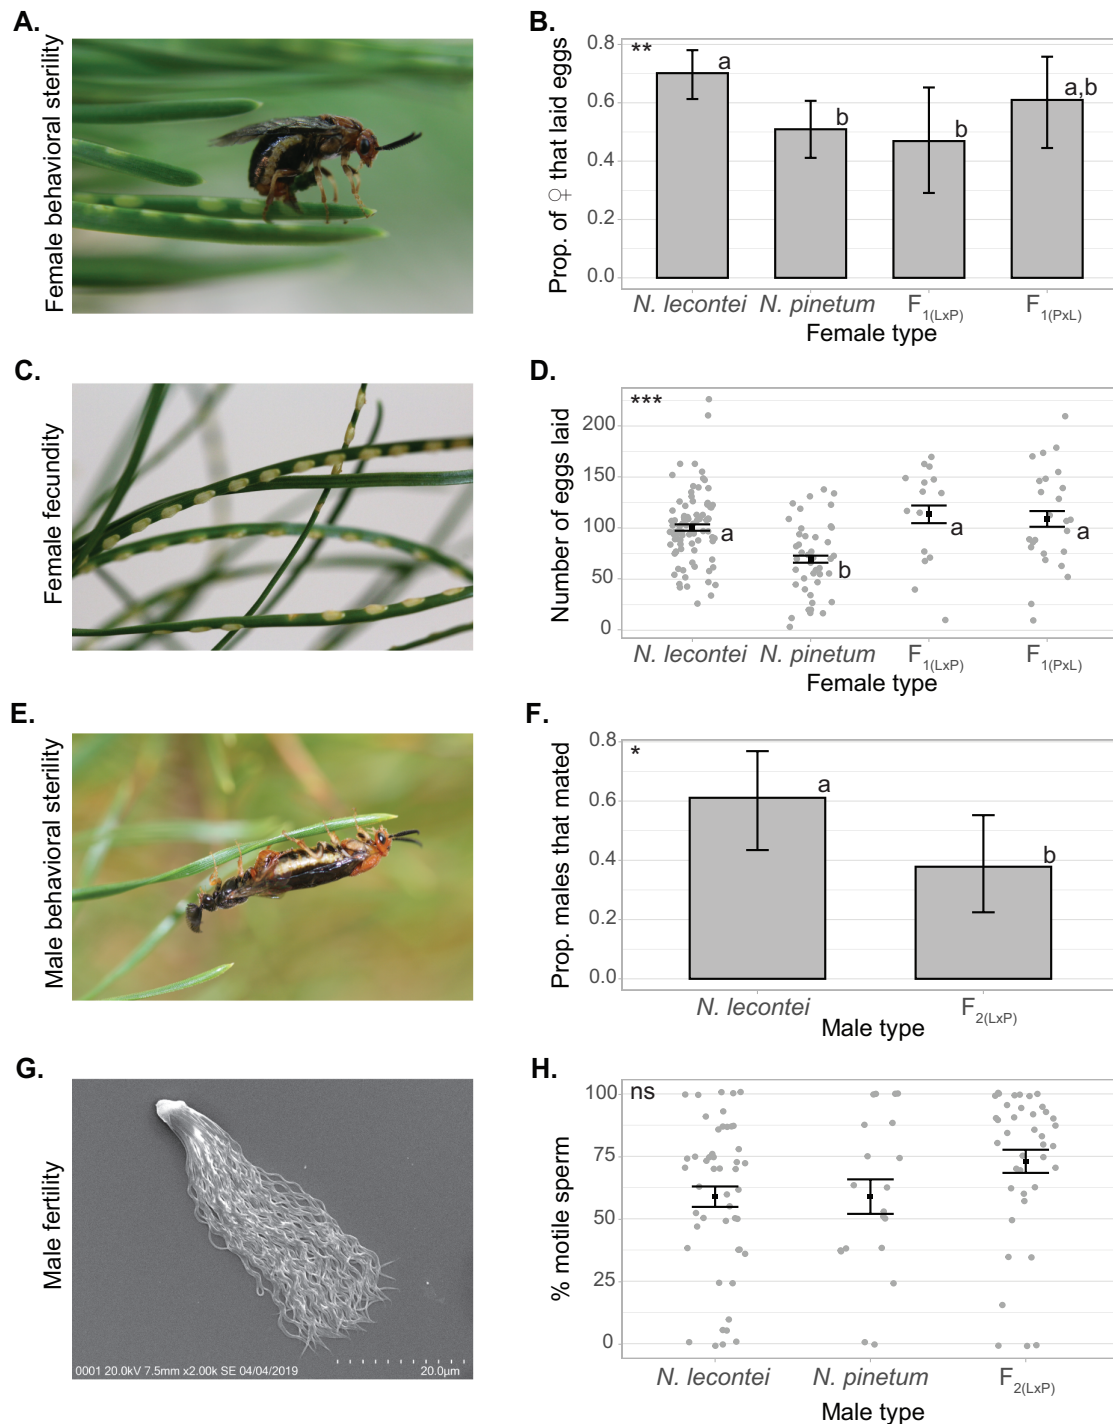 A.
Female behavioral sterility
B.
Prop. of ♀ that laid eggs
**
0.8
0.6
0.4
0.2
0.0
a
b
b
a,b
N. lecontei N. pinetum F1(LxP) F1(PxL)
Female type
C.
Female fecundity
D.
Number of eggs laid
***
200
150
100
50
0
a
b
a
a
N. lecontei N. pinetum F1(LxP) F1(PxL)
Female type
E.
Male behavioral sterility
F.
Prop. males that mated
*
0.8
0.6
0.4
0.2
0.0
a
b
N. lecontei F2(LxP)
Male type
G.
Male fertility
0001 20.0kV 7.5mm x2.00k SE 04/04/2019 20.0µm
H.
% motile sperm
ns
100
75
50
25
0
N. lecontei N. pinetum F2(LxP)
Male type